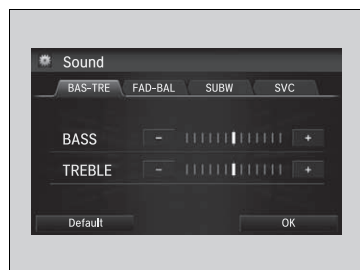 Sound
BAS-TRE FAD-BAL SUBW SVC
BASS - +
TREBLE - +
Default OK